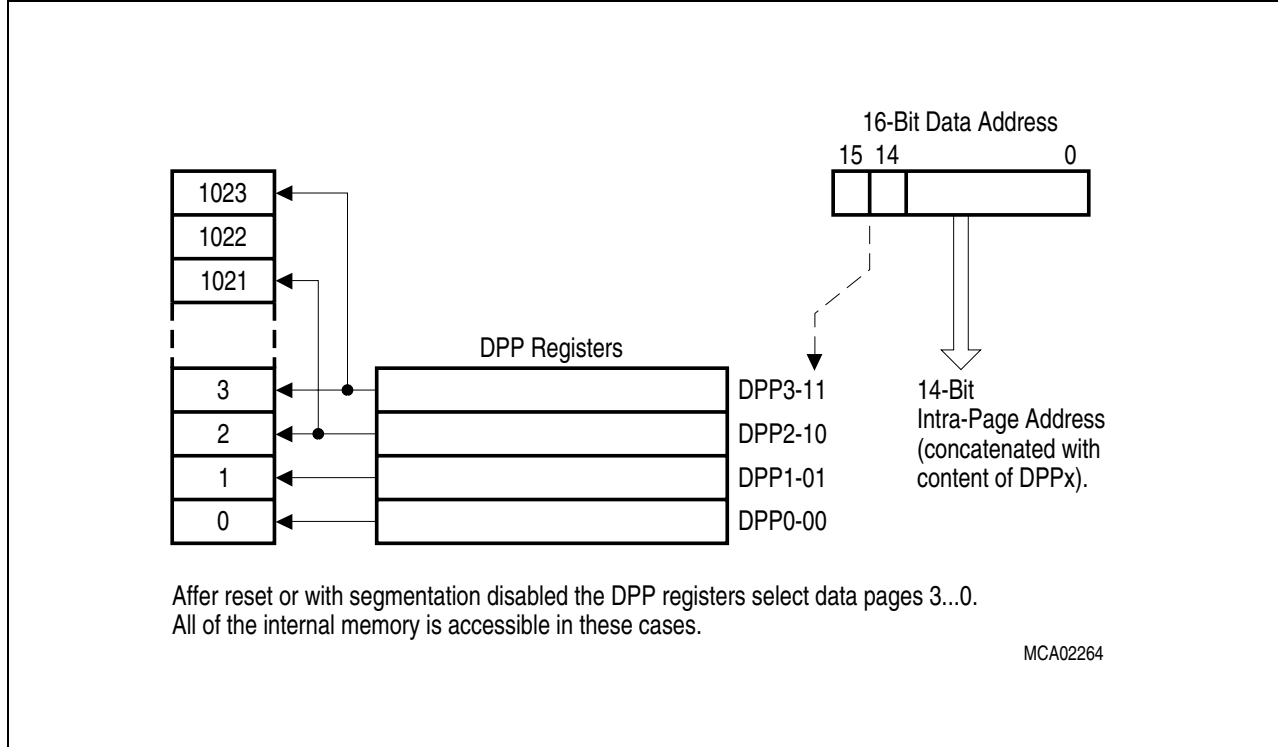 16-Bit Data Address
15 14 0
1023
1022
1021
DPP Registers
3
2
1
0
DPP3-11
DPP2-10
DPP1-01
DPP0-00
14-Bit
Intra-Page Address
(concatenated with
content of DPPx).
Affer reset or with segmentation disabled the DPP registers select data pages 3...0.
All of the internal memory is accessible in these cases.
MCA02264